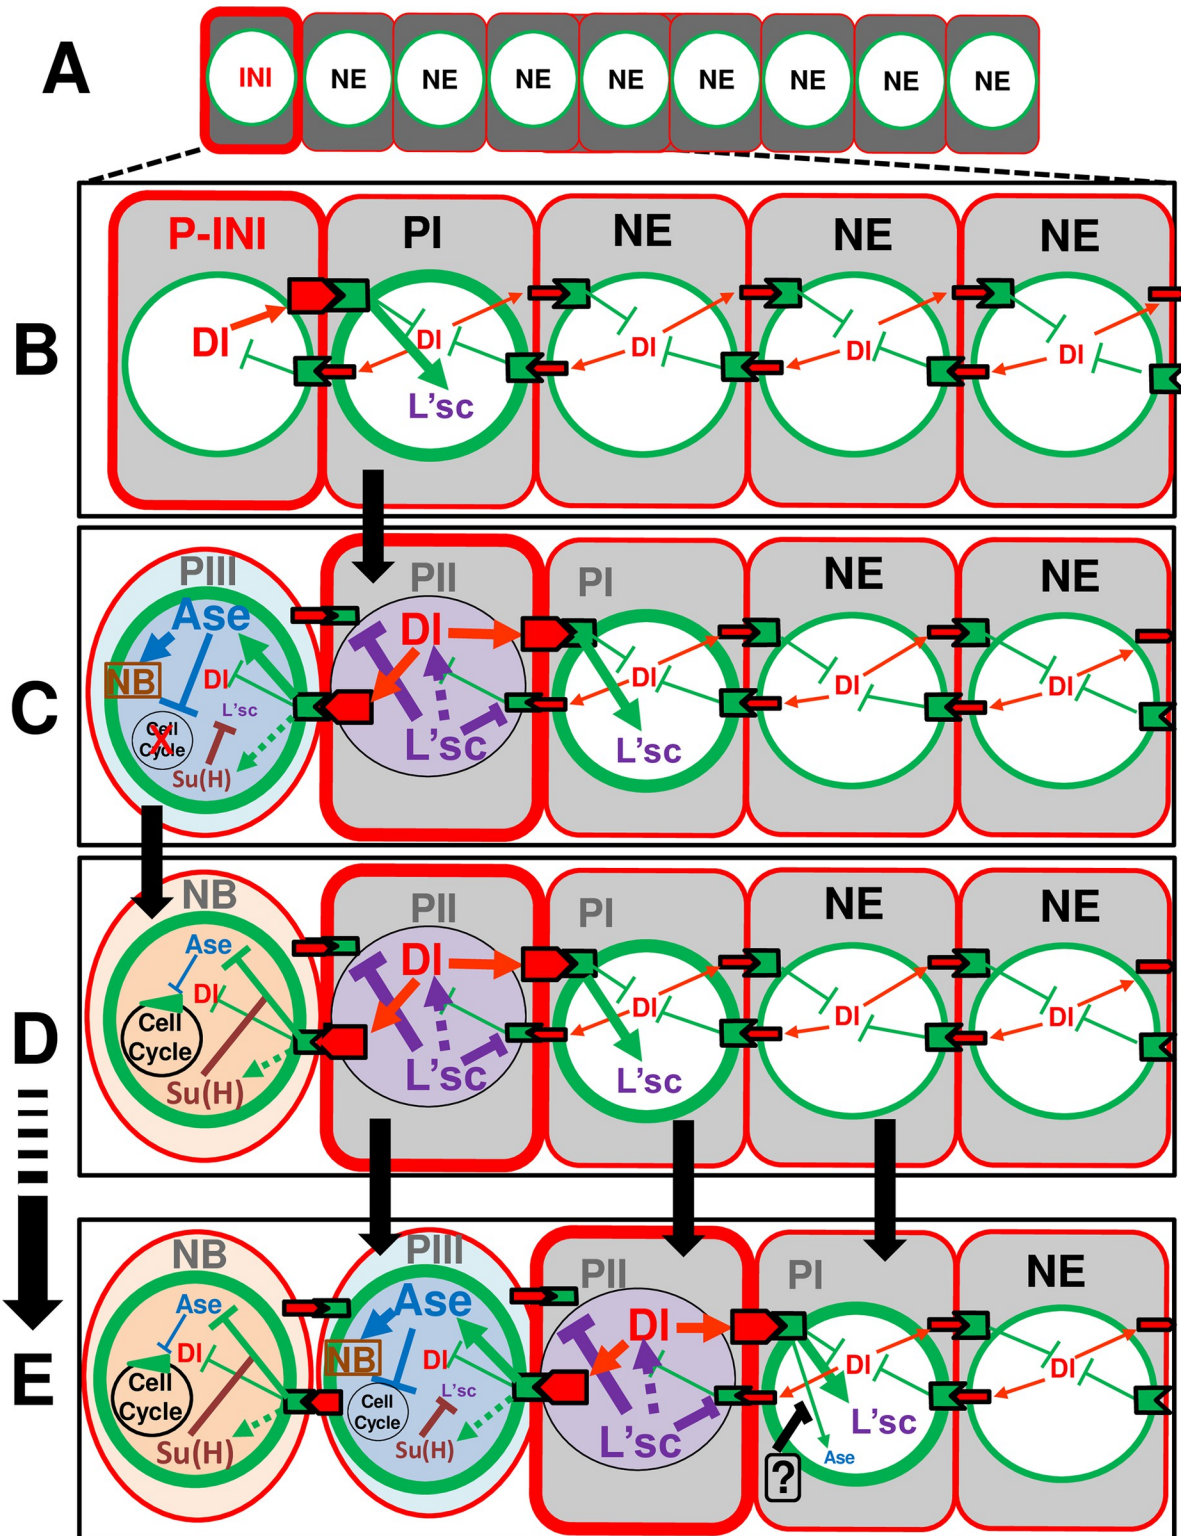 A
INI NE NE NE NE NE NE NE NE
B
P-INI PI NE NE NE
Dl Dl Dl Dl Dl
L'sc
C
PIII PII PI NE NE
Ase Dl
NB Dl Dl Dl Dl
L'sc
Cell
Cycle
L'sc L'sc
Su(H)
D
NB PII PI NE NE
Ase Dl
Dl Dl Dl Dl
Cell
Cycle
L'sc L'sc
Su(H)
E
NB PIII PII PI NE
Ase Ase Dl
Dl NB Dl Dl Dl
Cell
Cycle
Cell
Cycle
L'sc
L'sc L'sc
Su(H) Su(H)
Ase
?